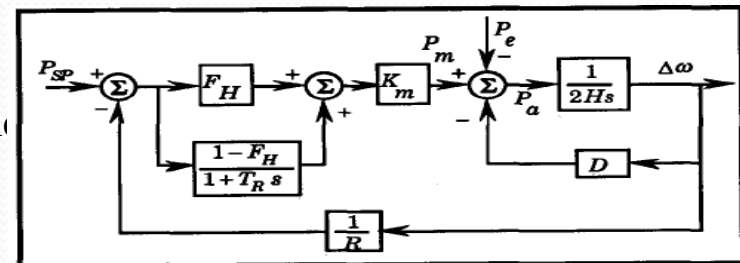 P_SP + Σ − F_H + Σ + K_m P_m + Σ − P_e − P_a 1/2Hs Δω
1 − F_H
1 + T_R s
D
1
R